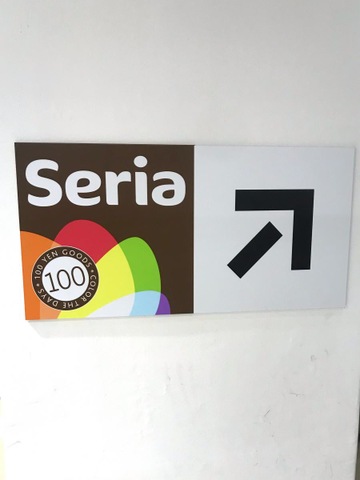 Seria
100 YEN GOODS • COLOR THE DAYS •
100